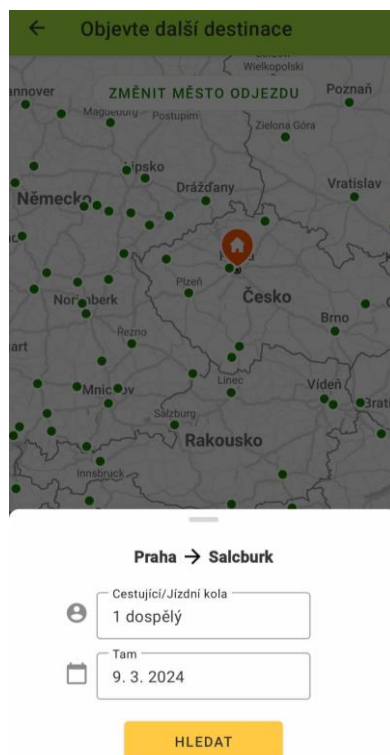 Objevte další destinace
Wielkopolski
ZMĚNIT MĚSTO ODJEZDU
Poznaň
Postupim
Zielona Góra
Lipsko
Drážďany
Vratislav
Německo
Plzeň
Česko
Norimberk
Řezno
Brno
Mnichov
Linec
Vídeň
Salzburg
Rakousko
Innsbruck
Praha → Salcburk
Cestující/Jízdní kola
1 dospělý
Tam
9. 3. 2024
HLEDAT